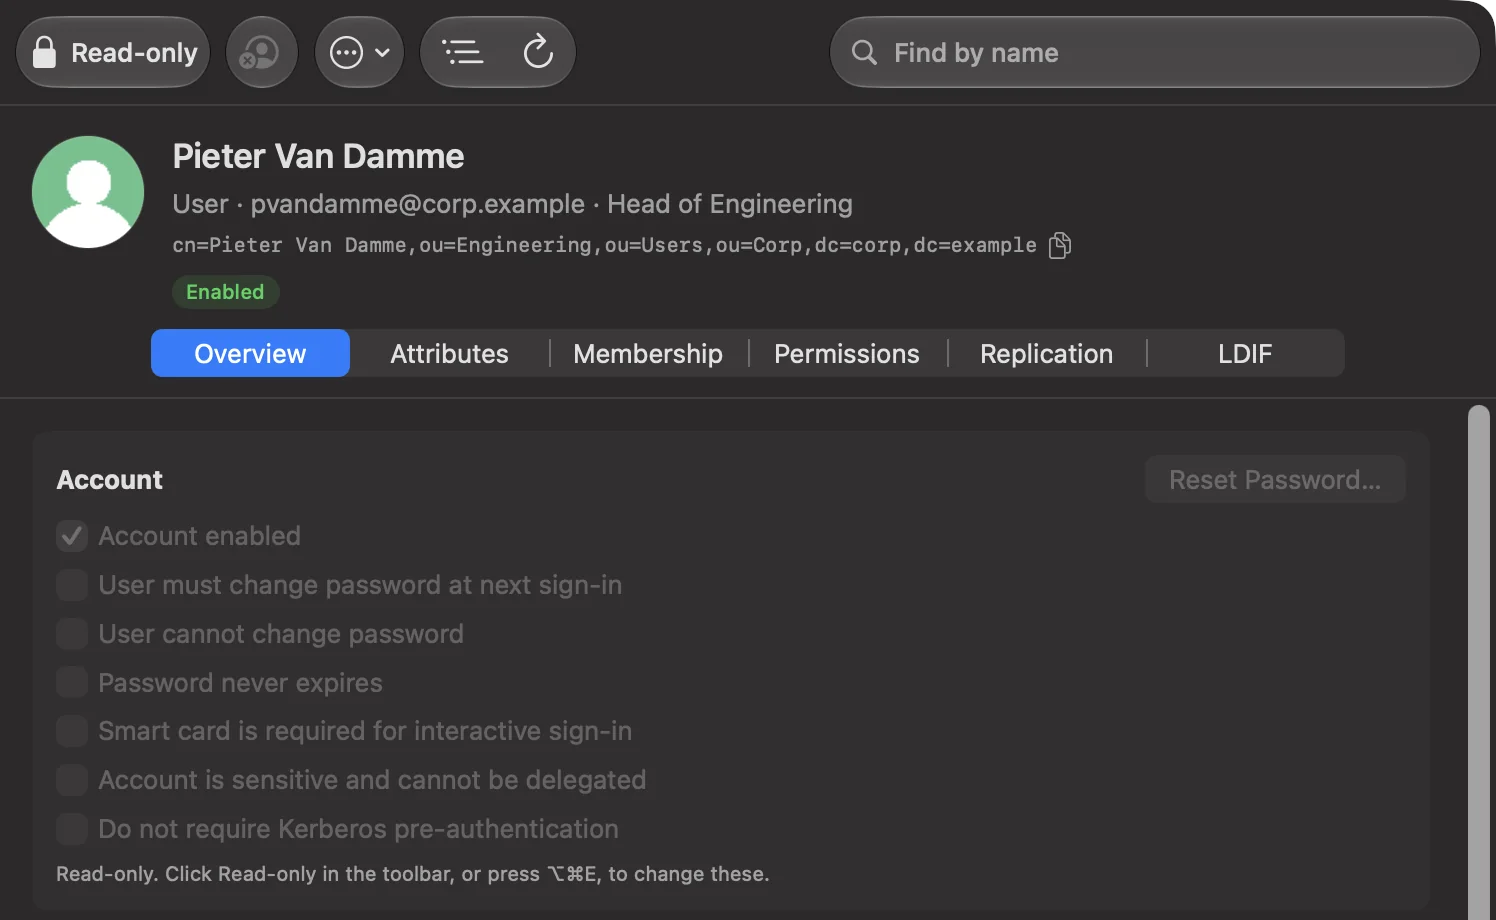 Read-only
Find by name
Pieter Van Damme
User · pvandamme@corp.example · Head of Engineering
cn=Pieter Van Damme,ou=Engineering,ou=Users,ou=Corp,dc=corp,dc=example
Enabled
Overview
Attributes
Membership
Permissions
Replication
LDIF
Account
Reset Password...
Account enabled
User must change password at next sign-in
User cannot change password
Password never expires
Smart card is required for interactive sign-in
Account is sensitive and cannot be delegated
Do not require Kerberos pre-authentication
Read-only. Click Read-only in the toolbar, or press ⌥⌘E, to change these.